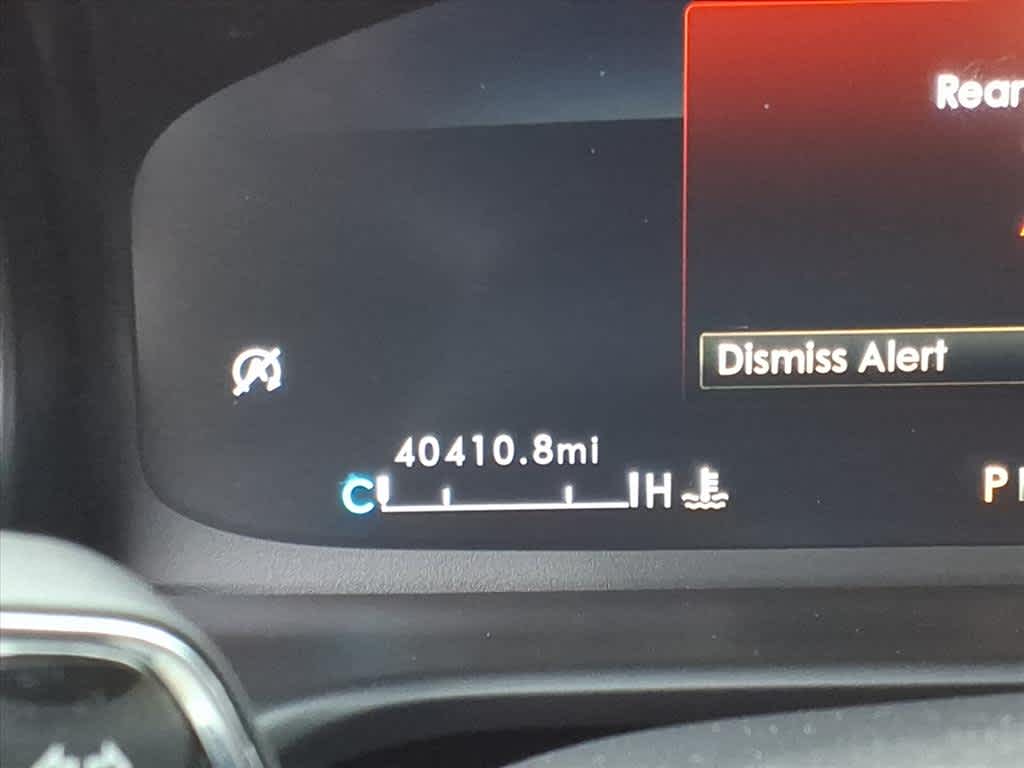 Rear
Dismiss Alert
40410.8mi
C H
P